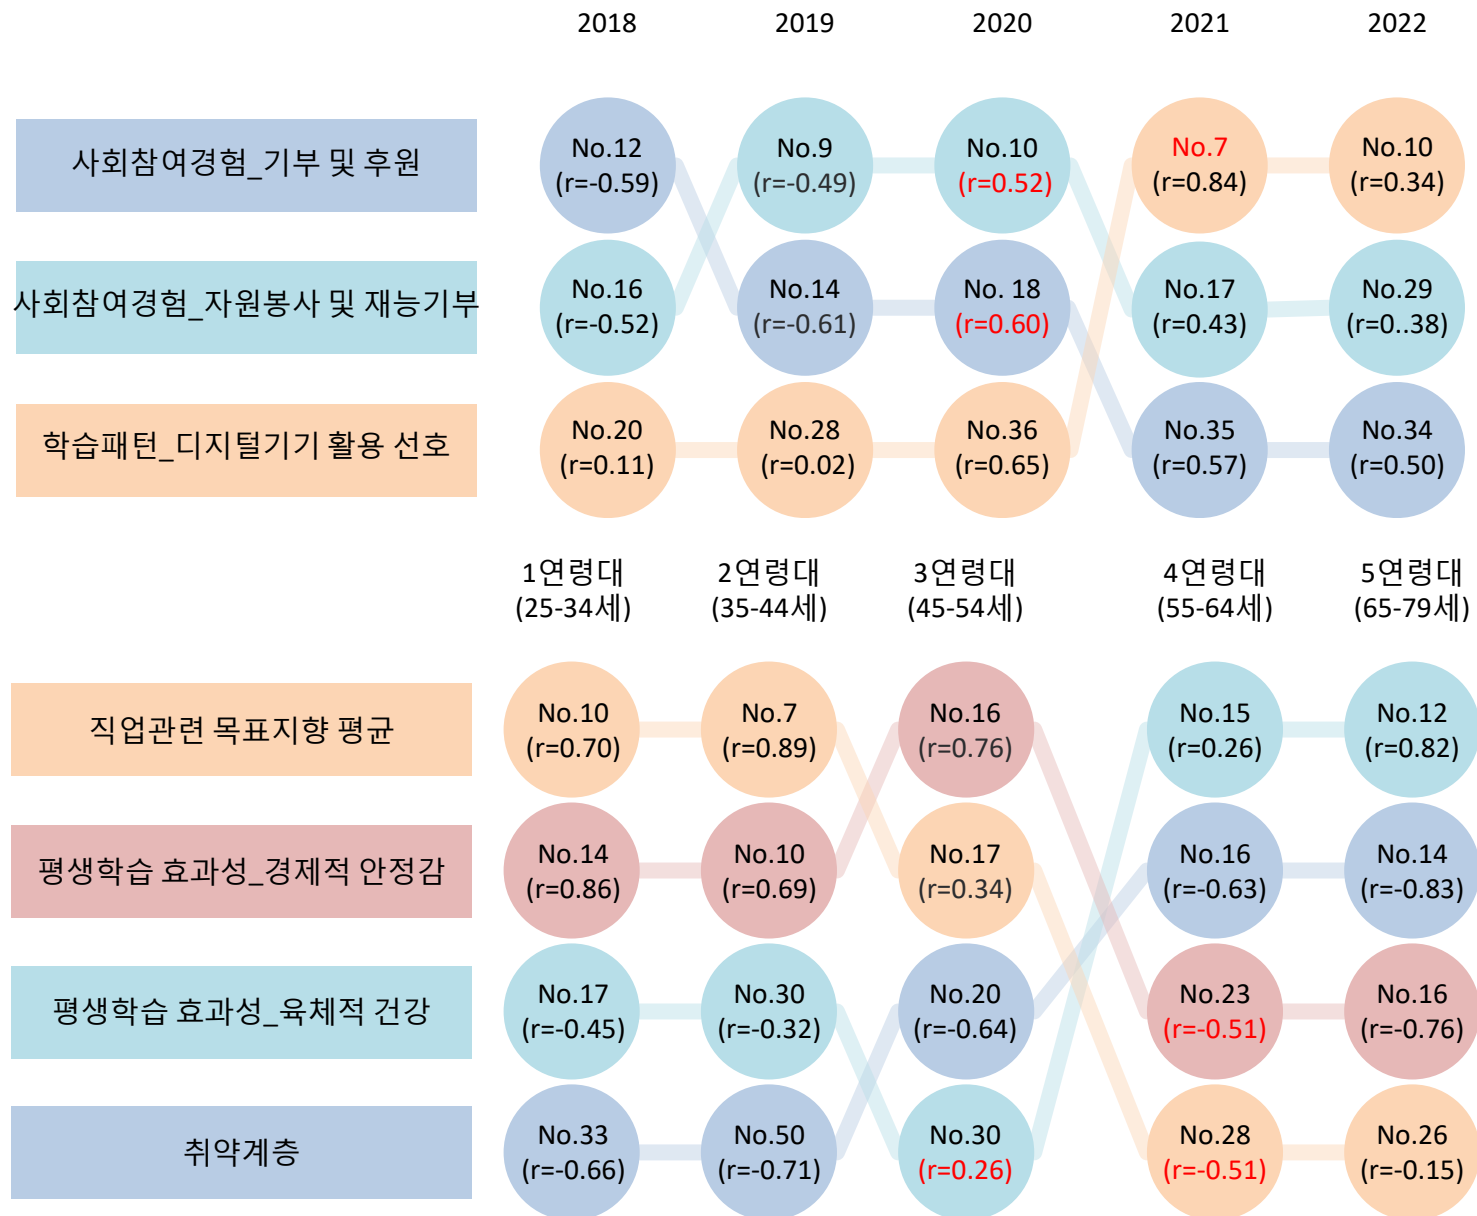 2018 2019 2020 2021 2022
사회참여경험_기부 및 후원
No.12
(r=-0.59)
No.9
(r=-0.49)
No.10
(r=0.52)
No.7
(r=0.84)
No.10
(r=0.34)
사회참여경험_자원봉사 및 재능기부
No.16
(r=-0.52)
No.14
(r=-0.61)
No. 18
(r=0.60)
No.17
(r=0.43)
No.29
(r=0..38)
학습패턴_디지털기기 활용 선호
No.20
(r=0.11)
No.28
(r=0.02)
No.36
(r=0.65)
No.35
(r=0.57)
No.34
(r=0.50)
1연령대
(25-34세)
2연령대
(35-44세)
3연령대
(45-54세)
4연령대
(55-64세)
5연령대
(65-79세)
직업관련 목표지향 평균
No.10
(r=0.70)
No.7
(r=0.89)
No.16
(r=0.76)
No.15
(r=0.26)
No.12
(r=0.82)
평생학습 효과성_경제적 안정감
No.14
(r=0.86)
No.10
(r=0.69)
No.17
(r=0.34)
No.16
(r=-0.63)
No.14
(r=-0.83)
평생학습 효과성_육체적 건강
No.17
(r=-0.45)
No.30
(r=-0.32)
No.20
(r=-0.64)
No.23
(r=-0.51)
No.16
(r=-0.76)
취약계층
No.33
(r=-0.66)
No.50
(r=-0.71)
No.30
(r=0.26)
No.28
(r=-0.51)
No.26
(r=-0.15)